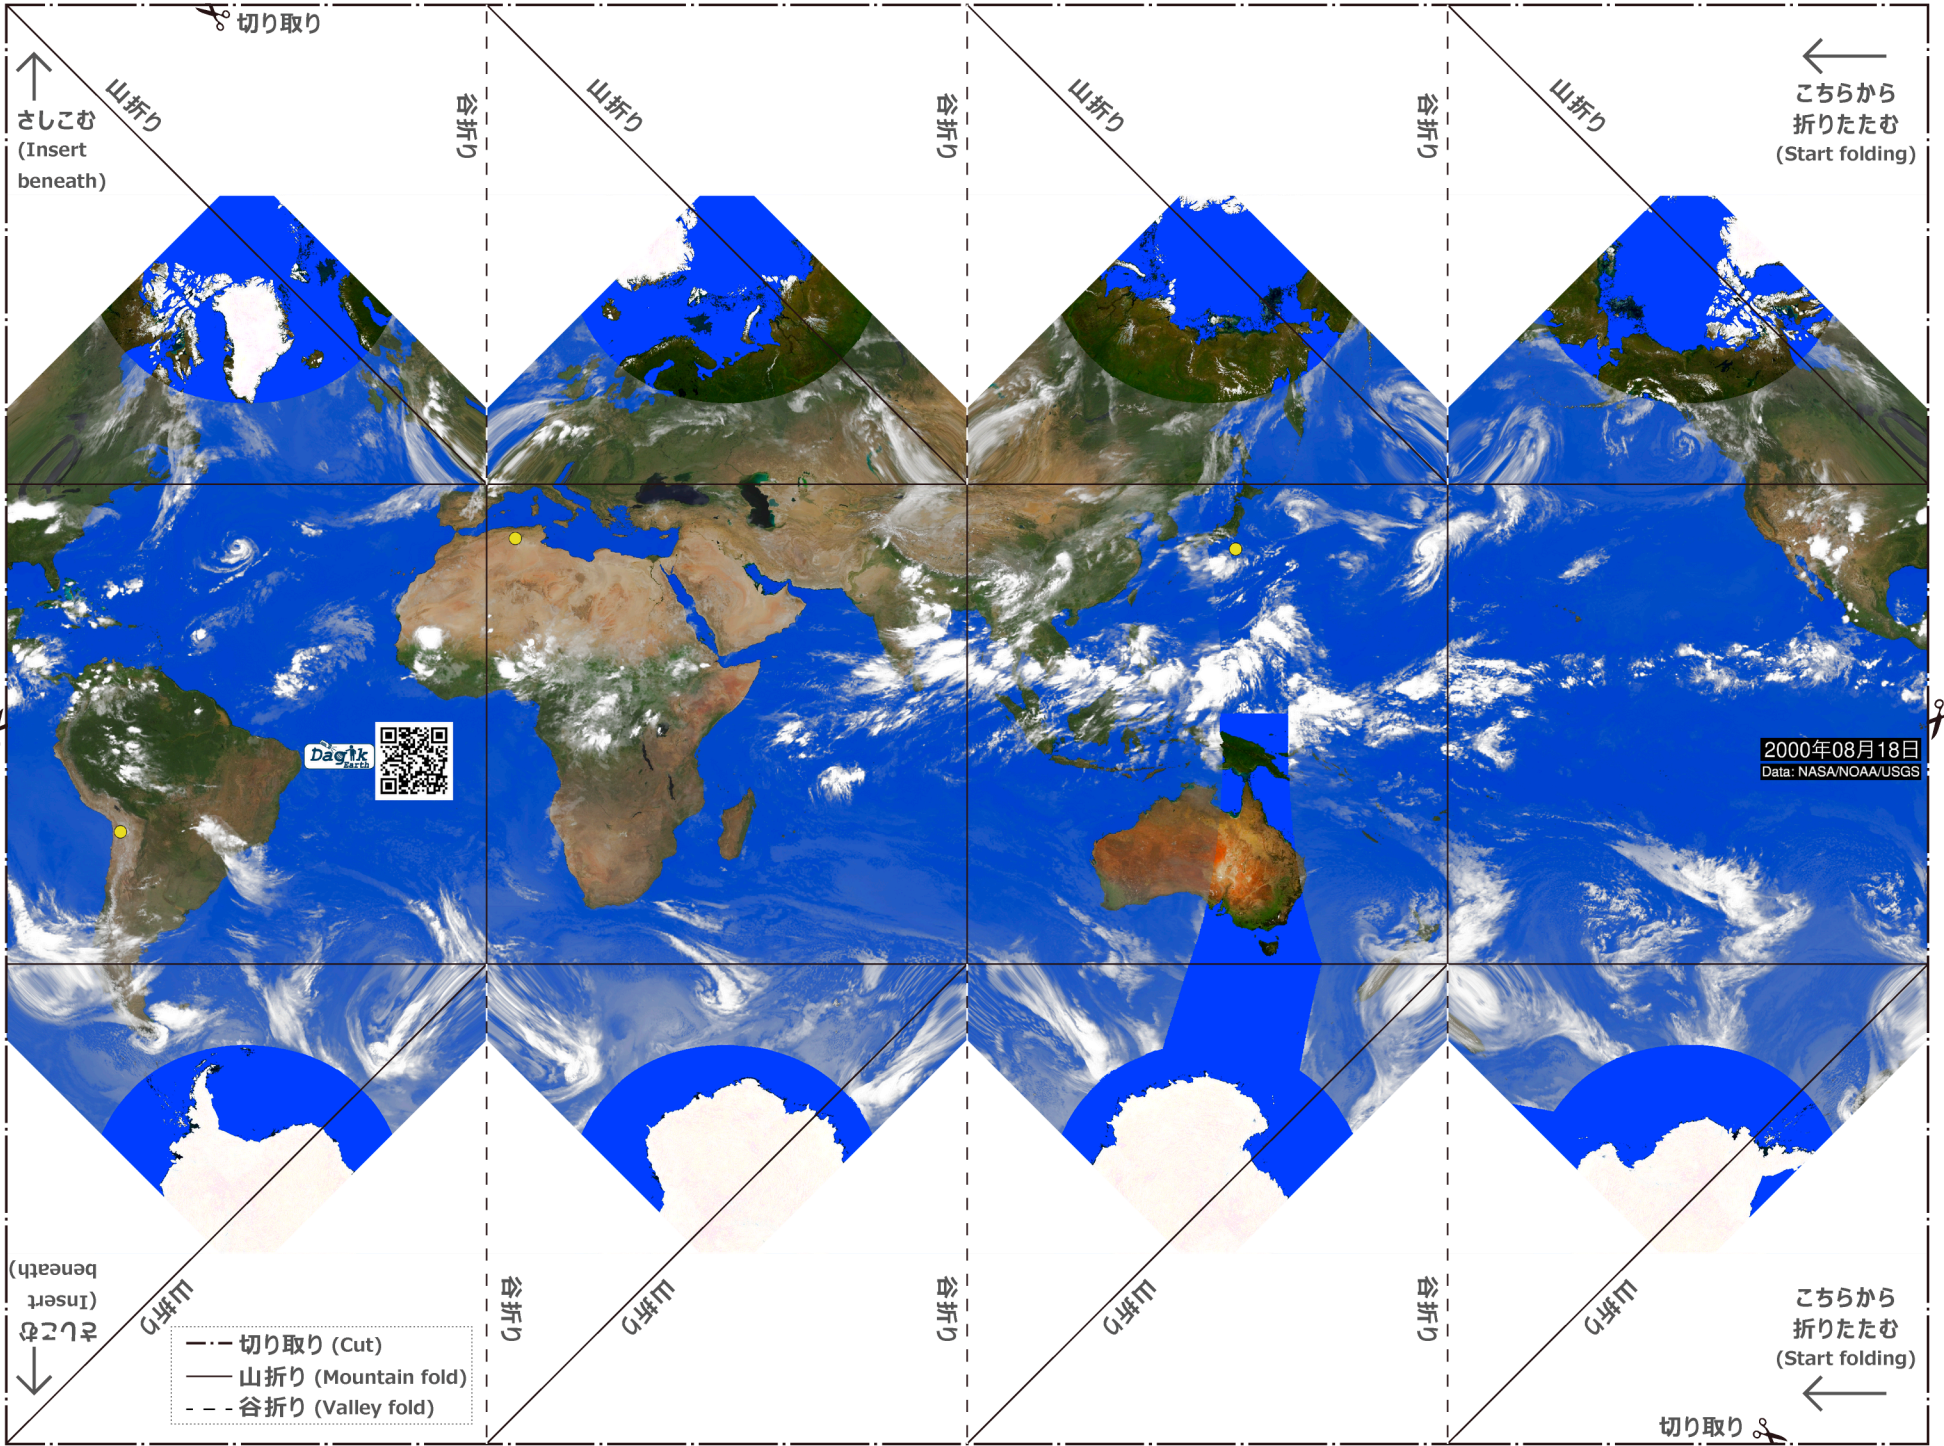 切り取り
山折り
谷折り
山折り
谷折り
山折り
谷折り
山折り
さしこむ
(Insert
beneath)
こちらから
折りたたむ
(Start folding)
Dagik
Earth
2000年08月18日
Data: NASA/NOAA/USGS
さしこむ
(Insert
beneath)
山折り
谷折り
山折り
谷折り
山折り
谷折り
山折り
こちらから
折りたたむ
(Start folding)
切り取り (Cut)
山折り (Mountain fold)
谷折り (Valley fold)
切り取り